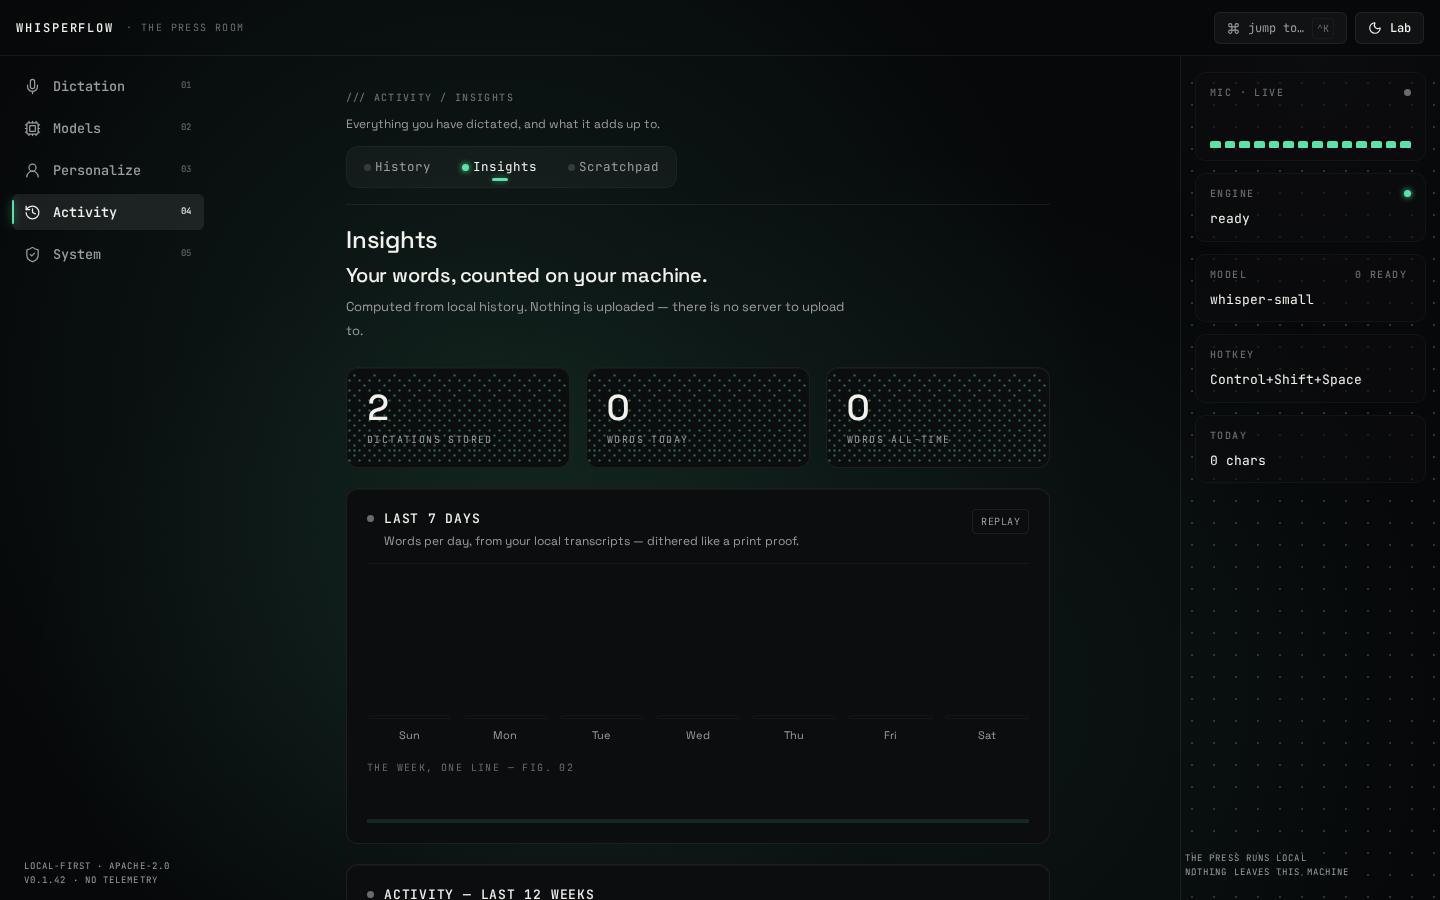 WHISPERFLOW · THE PRESS ROOM
⌘ jump to… ^K
Lab
Dictation 01
Models 02
Personalize 03
Activity 04
System 05
LOCAL-FIRST · APACHE-2.0
V0.1.42 · NO TELEMETRY
/// ACTIVITY / INSIGHTS
Everything you have dictated, and what it adds up to.
History Insights Scratchpad
Insights
Your words, counted on your machine.
Computed from local history. Nothing is uploaded — there is no server to upload
to.
2
DICTATIONS STORED
0
WORDS TODAY
0
WORDS ALL-TIME
LAST 7 DAYS
REPLAY
Words per day, from your local transcripts — dithered like a print proof.
Sun Mon Tue Wed Thu Fri Sat
THE WEEK, ONE LINE — FIG. 02
ACTIVITY — LAST 12 WEEKS
MIC · LIVE
ENGINE
ready
MODEL 0 READY
whisper-small
HOTKEY
Control+Shift+Space
TODAY
0 chars
THE PRESS RUNS LOCAL
NOTHING LEAVES THIS MACHINE